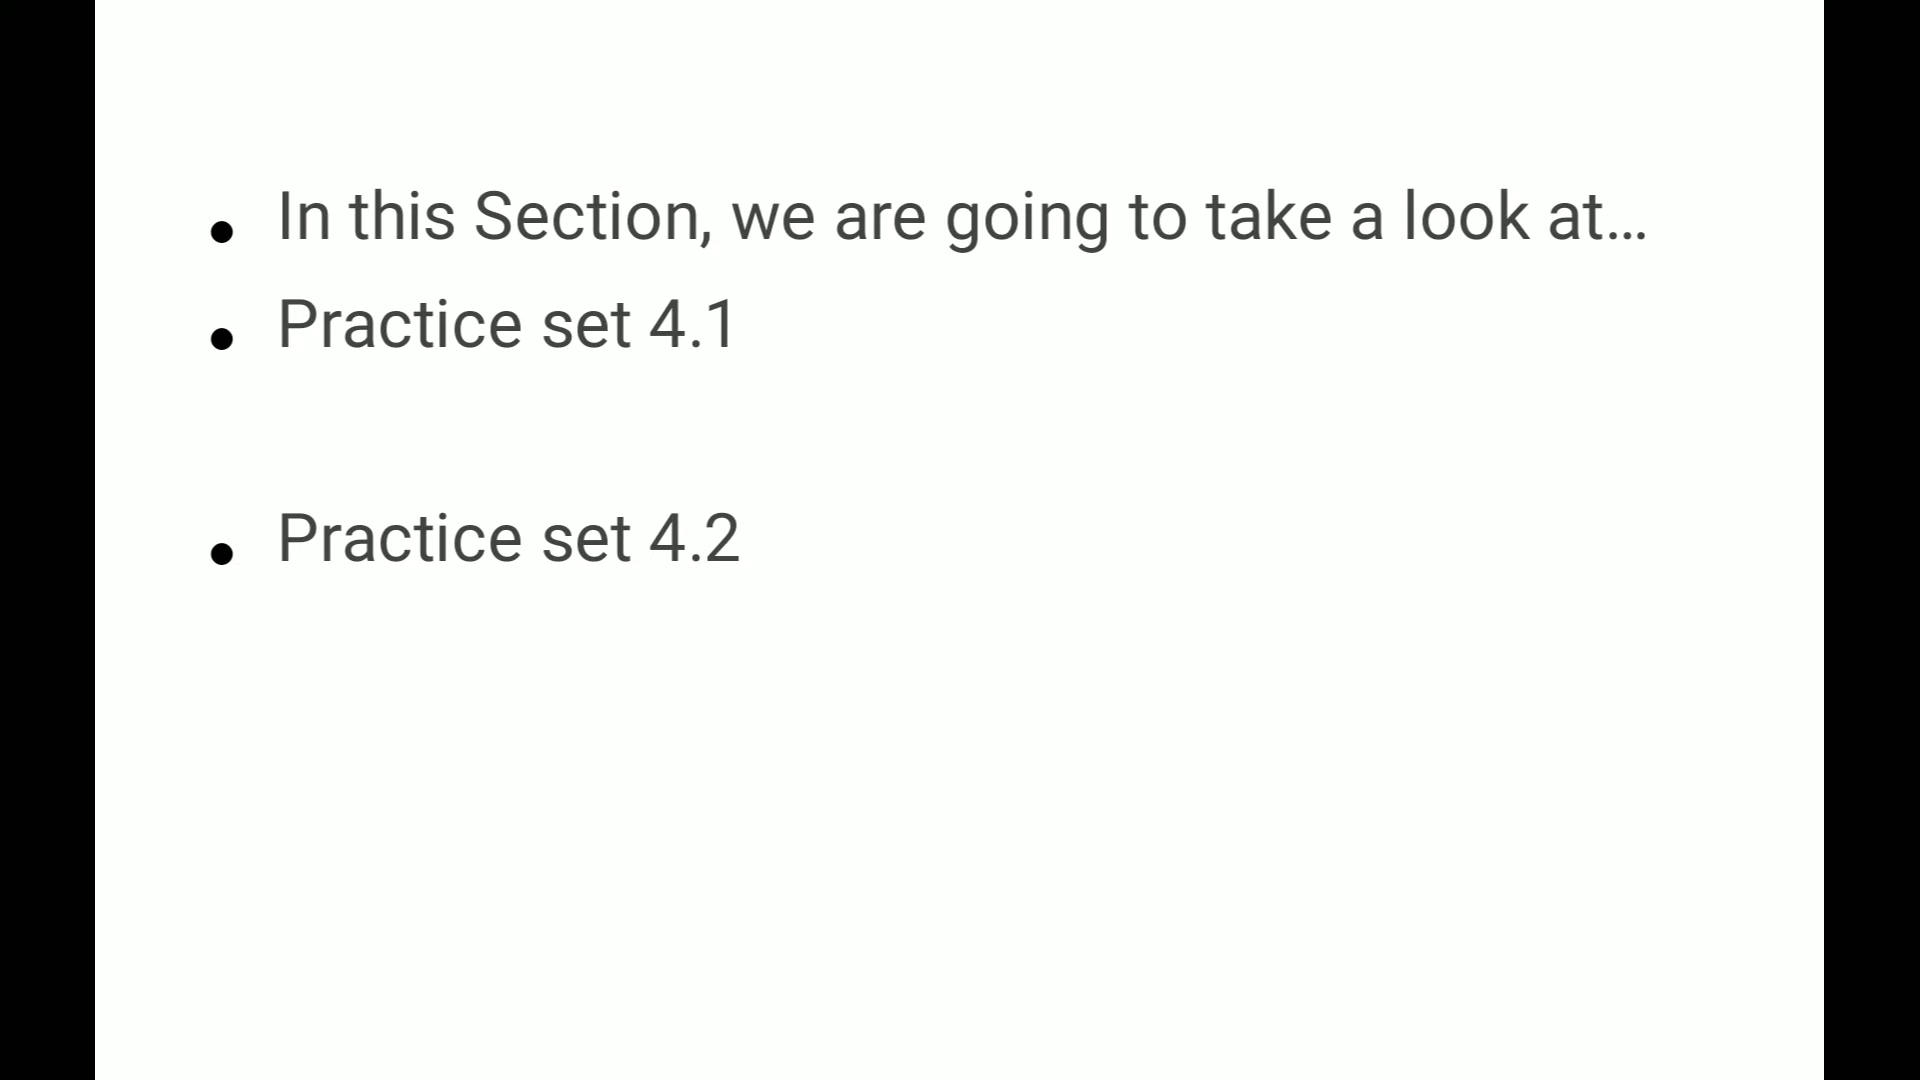 • In this Section, we are going to take a look at...
• Practice set 4.1
• Practice set 4.2